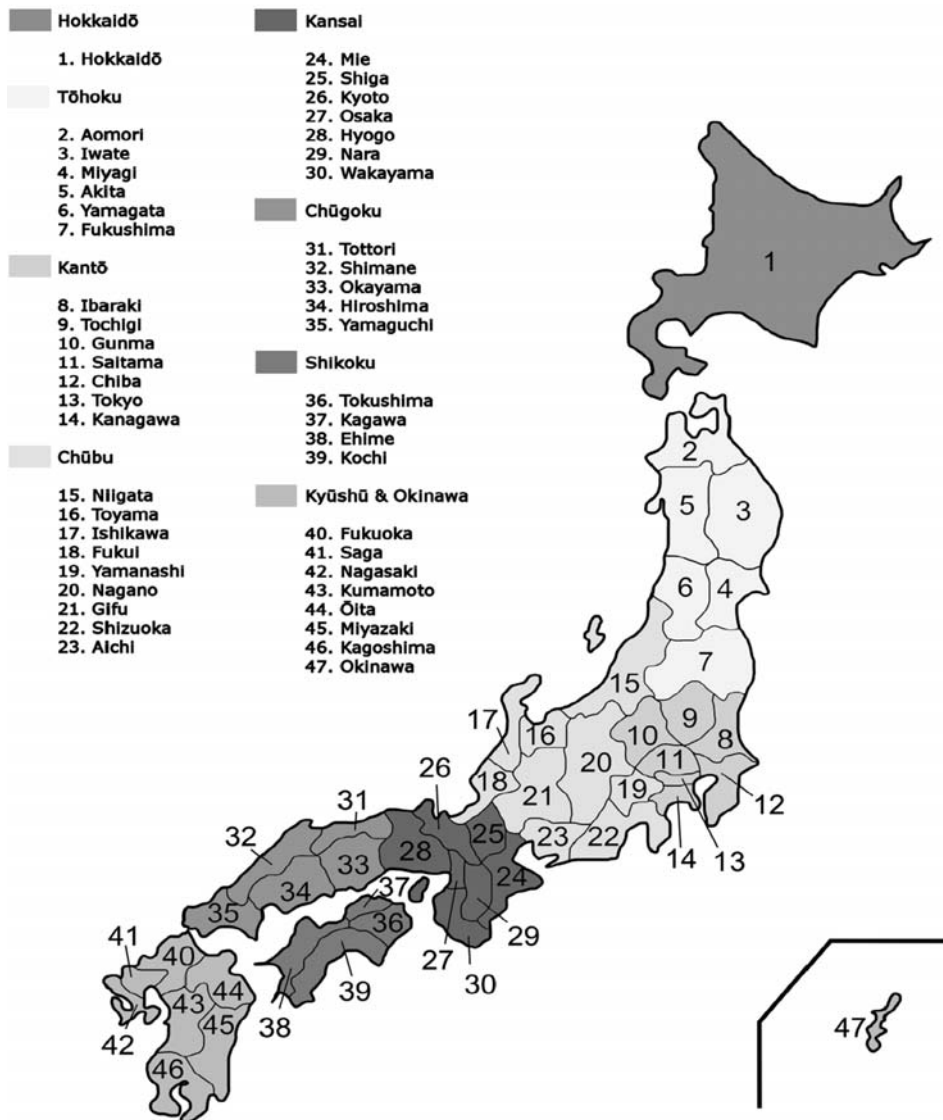 Hokkaidō
1. Hokkaidō
Tōhoku
2. Aomori
3. Iwate
4. Miyagi
5. Akita
6. Yamagata
7. Fukushima
Kantō
8. Ibaraki
9. Tochigi
10. Gunma
11. Saitama
12. Chiba
13. Tokyo
14. Kanagawa
Chūbu
15. Niigata
16. Toyama
17. Ishikawa
18. Fukui
19. Yamanashi
20. Nagano
21. Gifu
22. Shizuoka
23. Aichi
Kansai
24. Mie
25. Shiga
26. Kyoto
27. Osaka
28. Hyogo
29. Nara
30. Wakayama
Chūgoku
31. Tottori
32. Shimane
33. Okayama
34. Hiroshima
35. Yamaguchi
Shikoku
36. Tokushima
37. Kagawa
38. Ehime
39. Kochi
Kyūshū & Okinawa
40. Fukuoka
41. Saga
42. Nagasaki
43. Kumamoto
44. Ōita
45. Miyazaki
46. Kagoshima
47. Okinawa
1
2
5
3
6
4
7
15
9
17
16
10
8
20
11
26
18
21
19
12
31
25
23
22
14
13
32
28
33
24
34
37
35
36
29
41
40
27
30
39
43
44
38
42
45
47
46